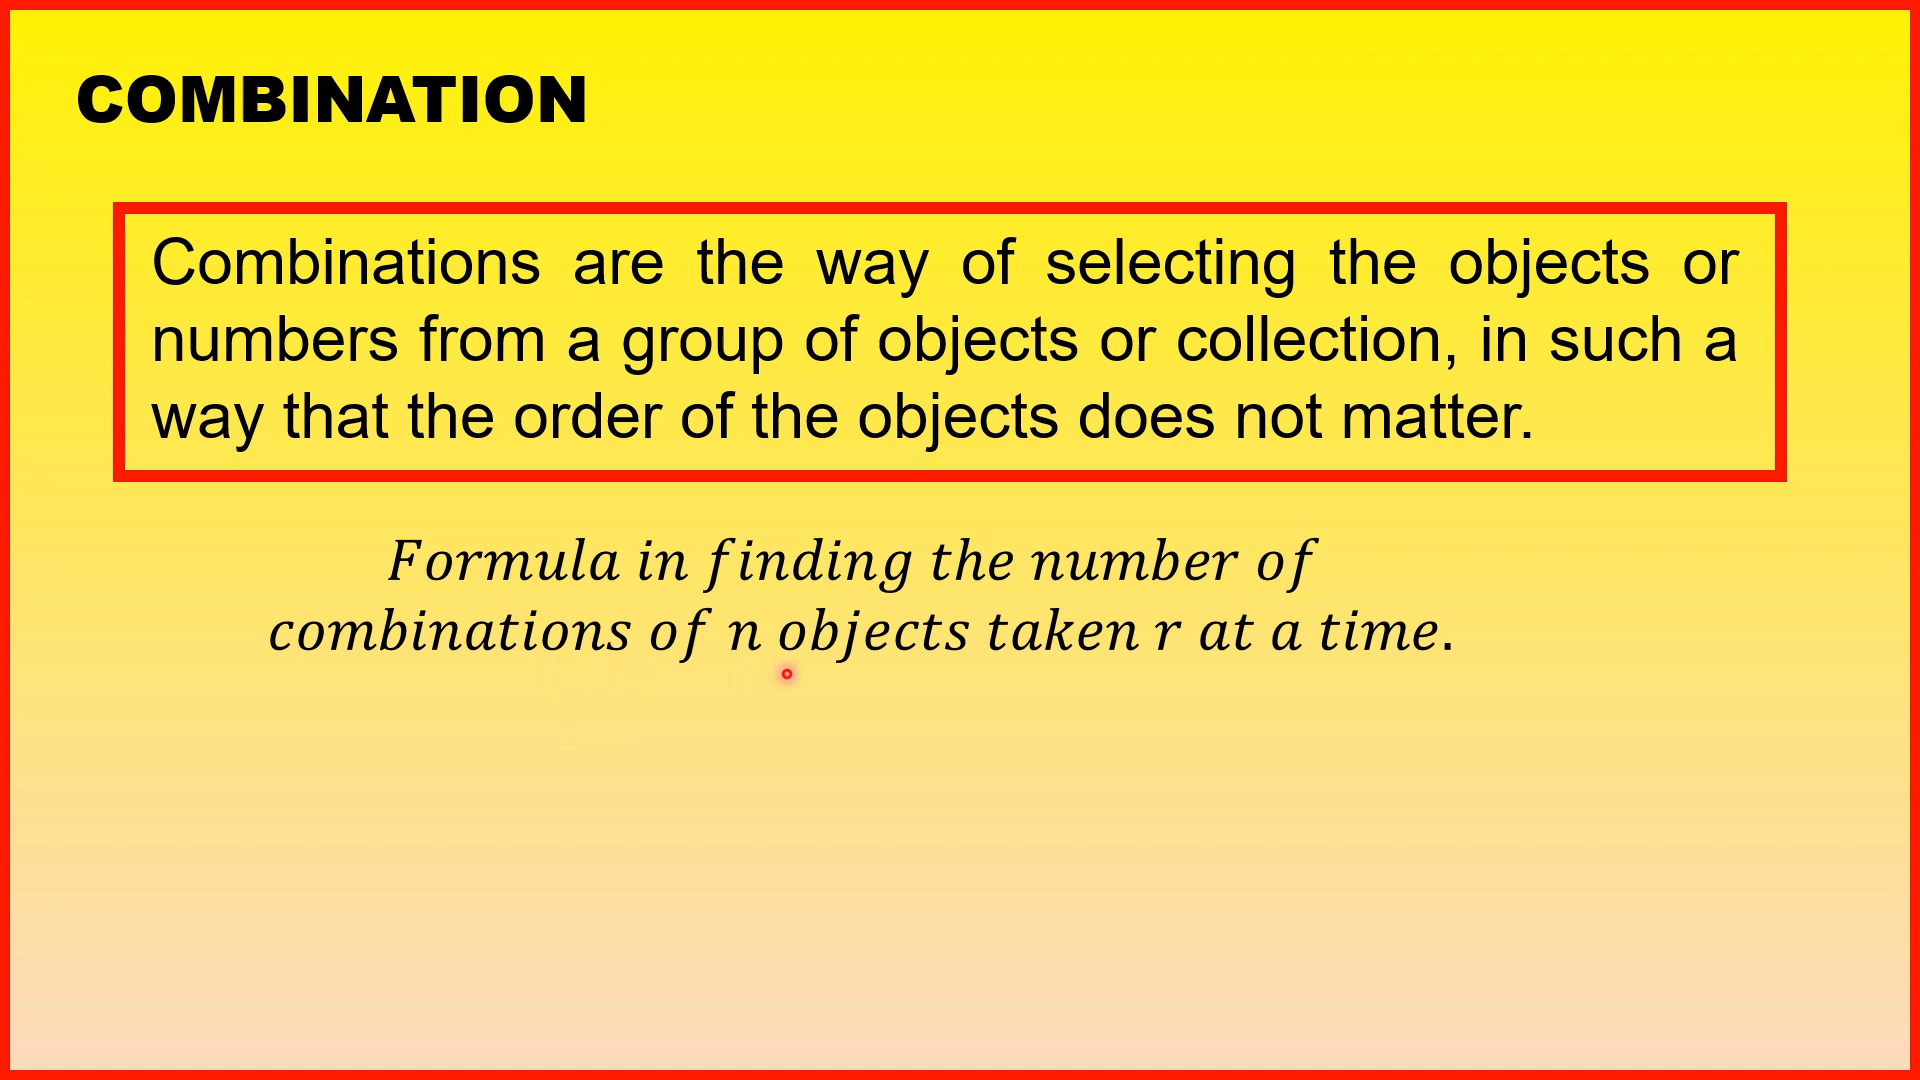 COMBINATION
Combinations are the way of selecting the objects or
numbers from a group of objects or collection, in such a
way that the order of the objects does not matter.
Formula in finding the number of
combinations of n objects taken r at a time.